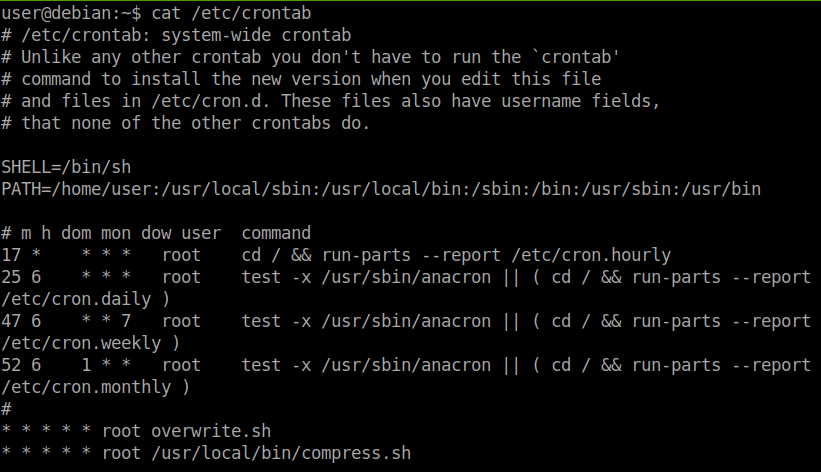 user@debian:~$ cat /etc/crontab
# /etc/crontab: system-wide crontab
# Unlike any other crontab you don't have to run the `crontab'
# command to install the new version when you edit this file
# and files in /etc/cron.d. These files also have username fields,
# that none of the other crontabs do.

SHELL=/bin/sh
PATH=/home/user:/usr/local/sbin:/usr/local/bin:/sbin:/bin:/usr/sbin:/usr/bin

# m h dom mon dow user  command
17 *    * * *   root    cd / && run-parts --report /etc/cron.hourly
25 6    * * *   root    test -x /usr/sbin/anacron || ( cd / && run-parts --report
/etc/cron.daily )
47 6    * * 7   root    test -x /usr/sbin/anacron || ( cd / && run-parts --report
/etc/cron.weekly )
52 6    1 * *   root    test -x /usr/sbin/anacron || ( cd / && run-parts --report
/etc/cron.monthly )
#
* * * * * root overwrite.sh
* * * * * root /usr/local/bin/compress.sh